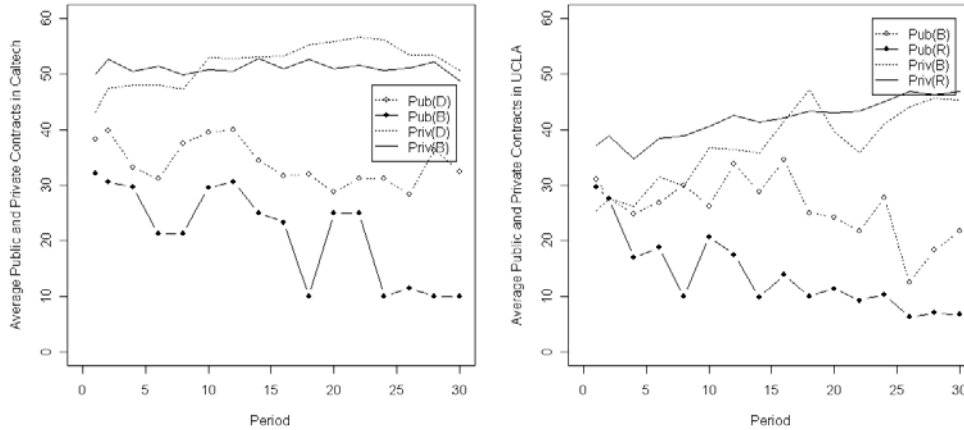 Average Public and Private Contracts in Caltech
60
50
40
30
20
10
0
Pub(D)
Pub(B)
Priv(D)
Priv(B)
0 5 10 15 20 25 30
Period
Average Public and Private Contracts in UCLA
60
50
40
30
20
10
0
Pub(B)
Pub(R)
Priv(B)
Priv(R)
0 5 10 15 20 25 30
Period